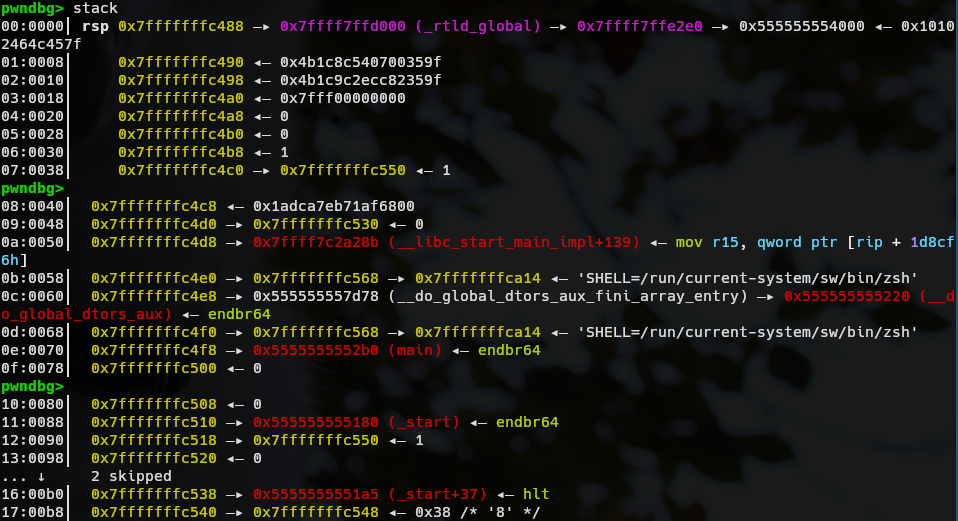 pwndbg> stack
00:0000│ rsp 0x7fffffffc488 —▸ 0x7ffff7ffd000 (_rtld_global) —▸ 0x7ffff7ffe2e0 —▸ 0x555555554000 ◂— 0x1010
2464c457f
01:0008│     0x7fffffffc490 ◂— 0x4b1c8c540700359f
02:0010│     0x7fffffffc498 ◂— 0x4b1c9c2ecc82359f
03:0018│     0x7fffffffc4a0 ◂— 0x7fff00000000
04:0020│     0x7fffffffc4a8 ◂— 0
05:0028│     0x7fffffffc4b0 ◂— 0
06:0030│     0x7fffffffc4b8 ◂— 1
07:0038│     0x7fffffffc4c0 —▸ 0x7fffffffc550 ◂— 1
pwndbg>
08:0040│  0x7fffffffc4c8 ◂— 0x1adca7eb71af6800
09:0048│  0x7fffffffc4d0 —▸ 0x7fffffffc530 ◂— 0
0a:0050│  0x7fffffffc4d8 —▸ 0x7ffff7c2a28b (__libc_start_main_impl+139) ◂— mov r15, qword ptr [rip + 1d8cf
6h]
0b:0058│  0x7fffffffc4e0 —▸ 0x7fffffffc568 —▸ 0x7fffffffca14 ◂— 'SHELL=/run/current-system/sw/bin/zsh'
0c:0060│  0x7fffffffc4e8 —▸ 0x555555557d78 (__do_global_dtors_aux_fini_array_entry) —▸ 0x555555555220 (__d
o_global_dtors_aux) ◂— endbr64
0d:0068│  0x7fffffffc4f0 —▸ 0x7fffffffc568 —▸ 0x7fffffffca14 ◂— 'SHELL=/run/current-system/sw/bin/zsh'
0e:0070│  0x7fffffffc4f8 —▸ 0x5555555552b0 (main) ◂— endbr64
0f:0078│  0x7fffffffc500 ◂— 0
pwndbg>
10:0080│  0x7fffffffc508 ◂— 0
11:0088│  0x7fffffffc510 —▸ 0x555555555180 (_start) ◂— endbr64
12:0090│  0x7fffffffc518 —▸ 0x7fffffffc550 ◂— 1
13:0098│  0x7fffffffc520 ◂— 0
... ↓     2 skipped
16:00b0│  0x7fffffffc538 —▸ 0x5555555551a5 (_start+37) ◂— hlt
17:00b8│  0x7fffffffc540 —▸ 0x7fffffffc548 ◂— 0x38 /* '8' */